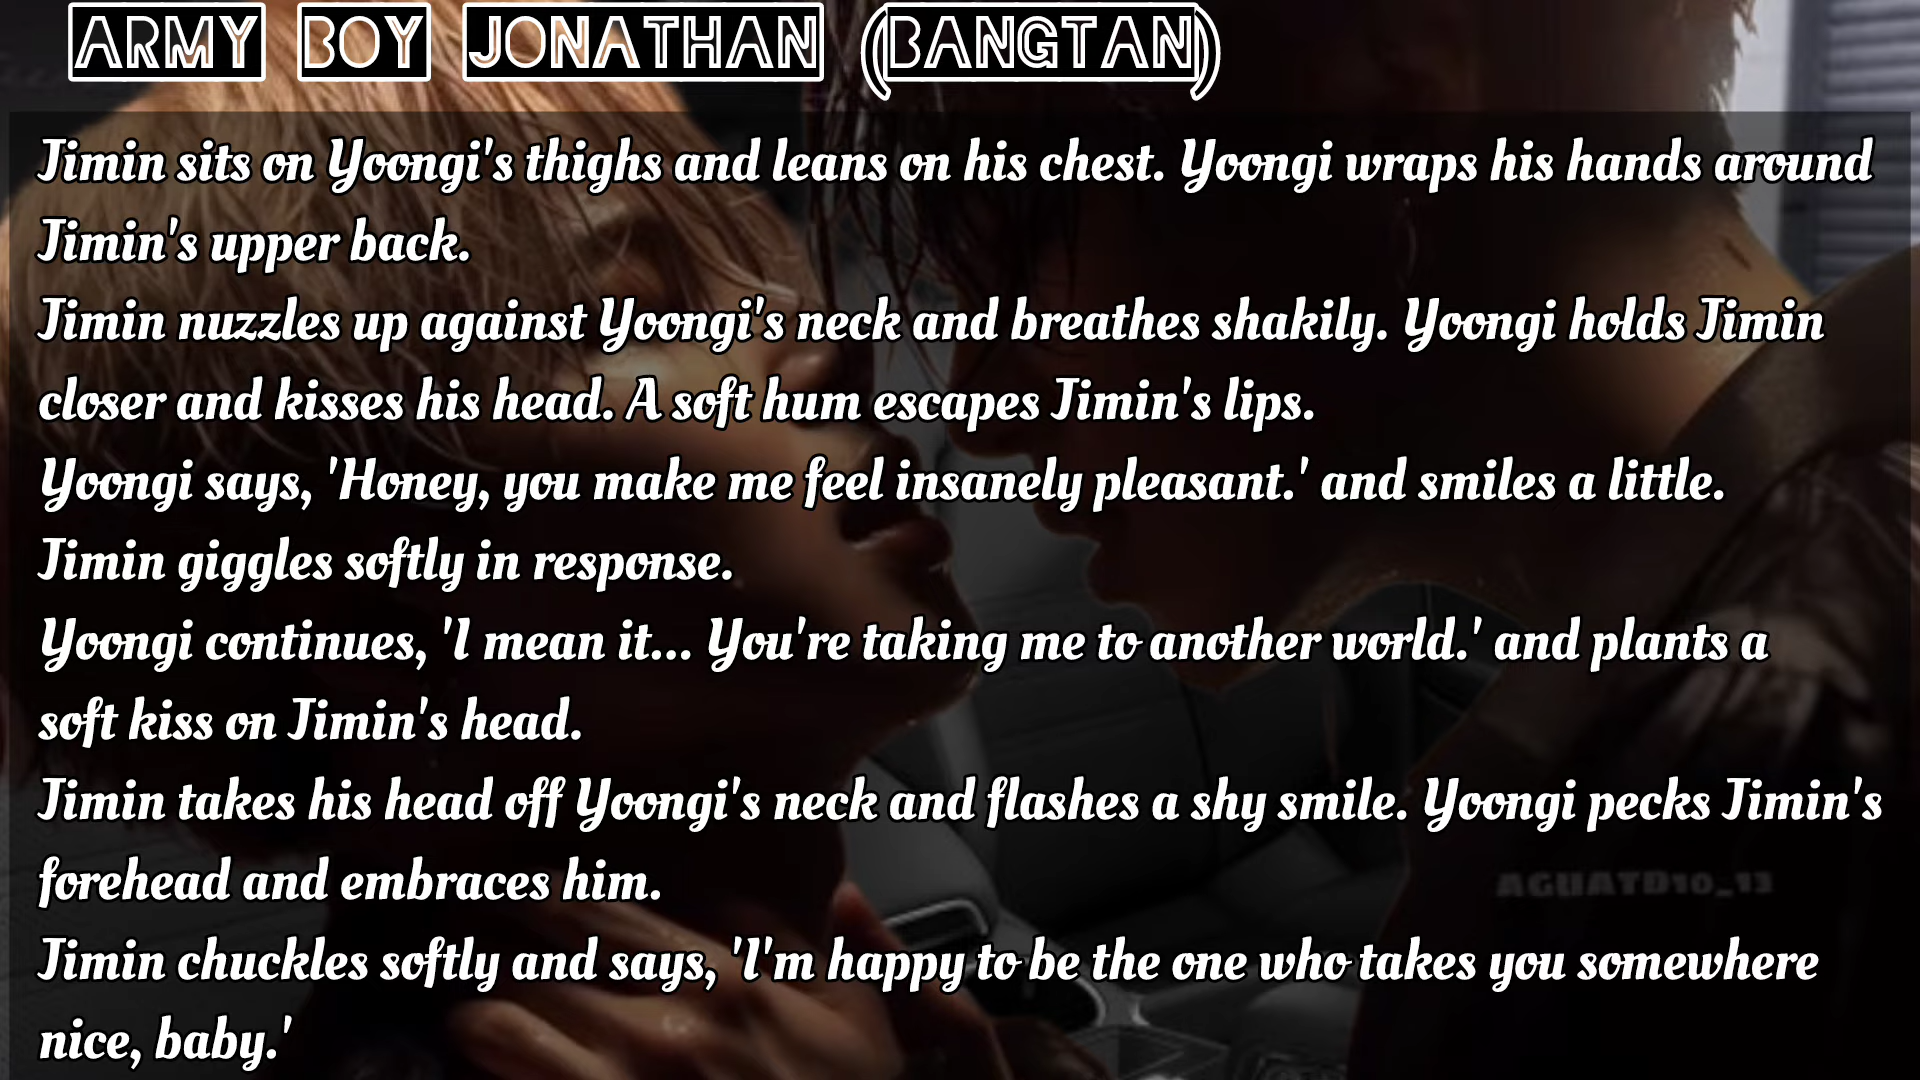 ARMY BOY JONATHAN (BANGTAN)
Jimin sits on Yoongi's thighs and leans on his chest. Yoongi wraps his hands around
Jimin's upper back.
Jimin nuzzles up against Yoongi's neck and breathes shakily. Yoongi holds Jimin
closer and kisses his head. A soft hum escapes Jimin's lips.
Yoongi says, 'Honey, you make me feel insanely pleasant.' and smiles a little.
Jimin giggles softly in response.
Yoongi continues, 'I mean it... You're taking me to another world.' and plants a
soft kiss on Jimin's head.
Jimin takes his head off Yoongi's neck and flashes a shy smile. Yoongi pecks Jimin's
forehead and embraces him.
AGUATD10_13
Jimin chuckles softly and says, 'I'm happy to be the one who takes you somewhere
nice, baby.'